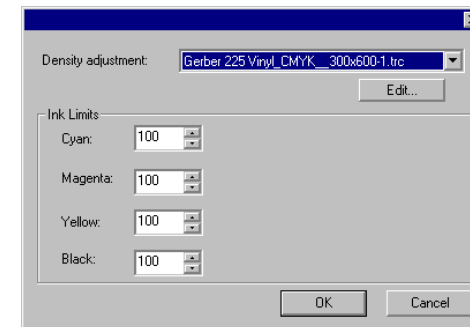 Density adjustment: Gerber 225 Vinyl_CMYK__300x600-1.trc
Edit...
Ink Limits
Cyan: 100
Magenta: 100
Yellow: 100
Black: 100
OK Cancel